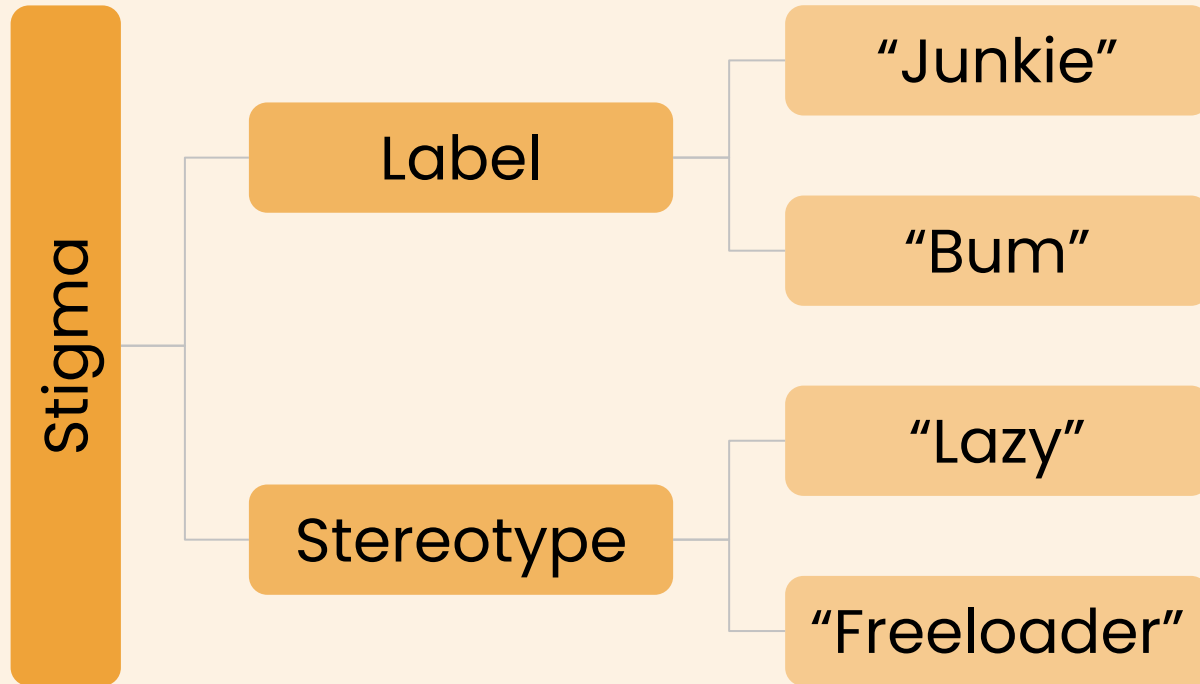 Stigma
Label
“Junkie”
“Bum”
Stereotype
“Lazy”
“Freeloader”